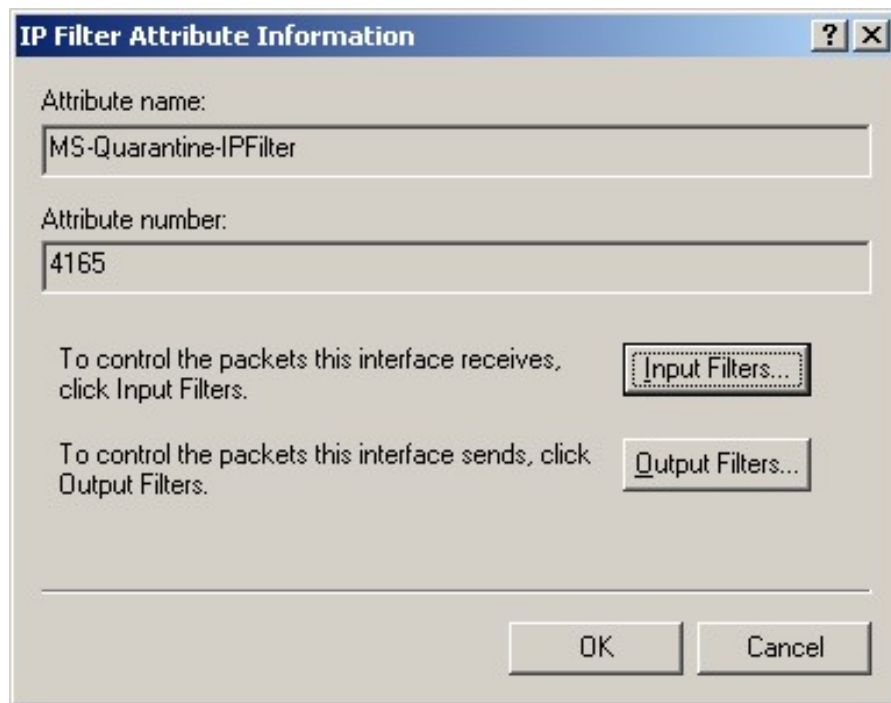 IP Filter Attribute Information
Attribute name:
MS-Quarantine-IPFilter
Attribute number:
4165
To control the packets this interface receives,
click Input Filters.
Input Filters...
To control the packets this interface sends, click
Output Filters.
Output Filters...
OK
Cancel